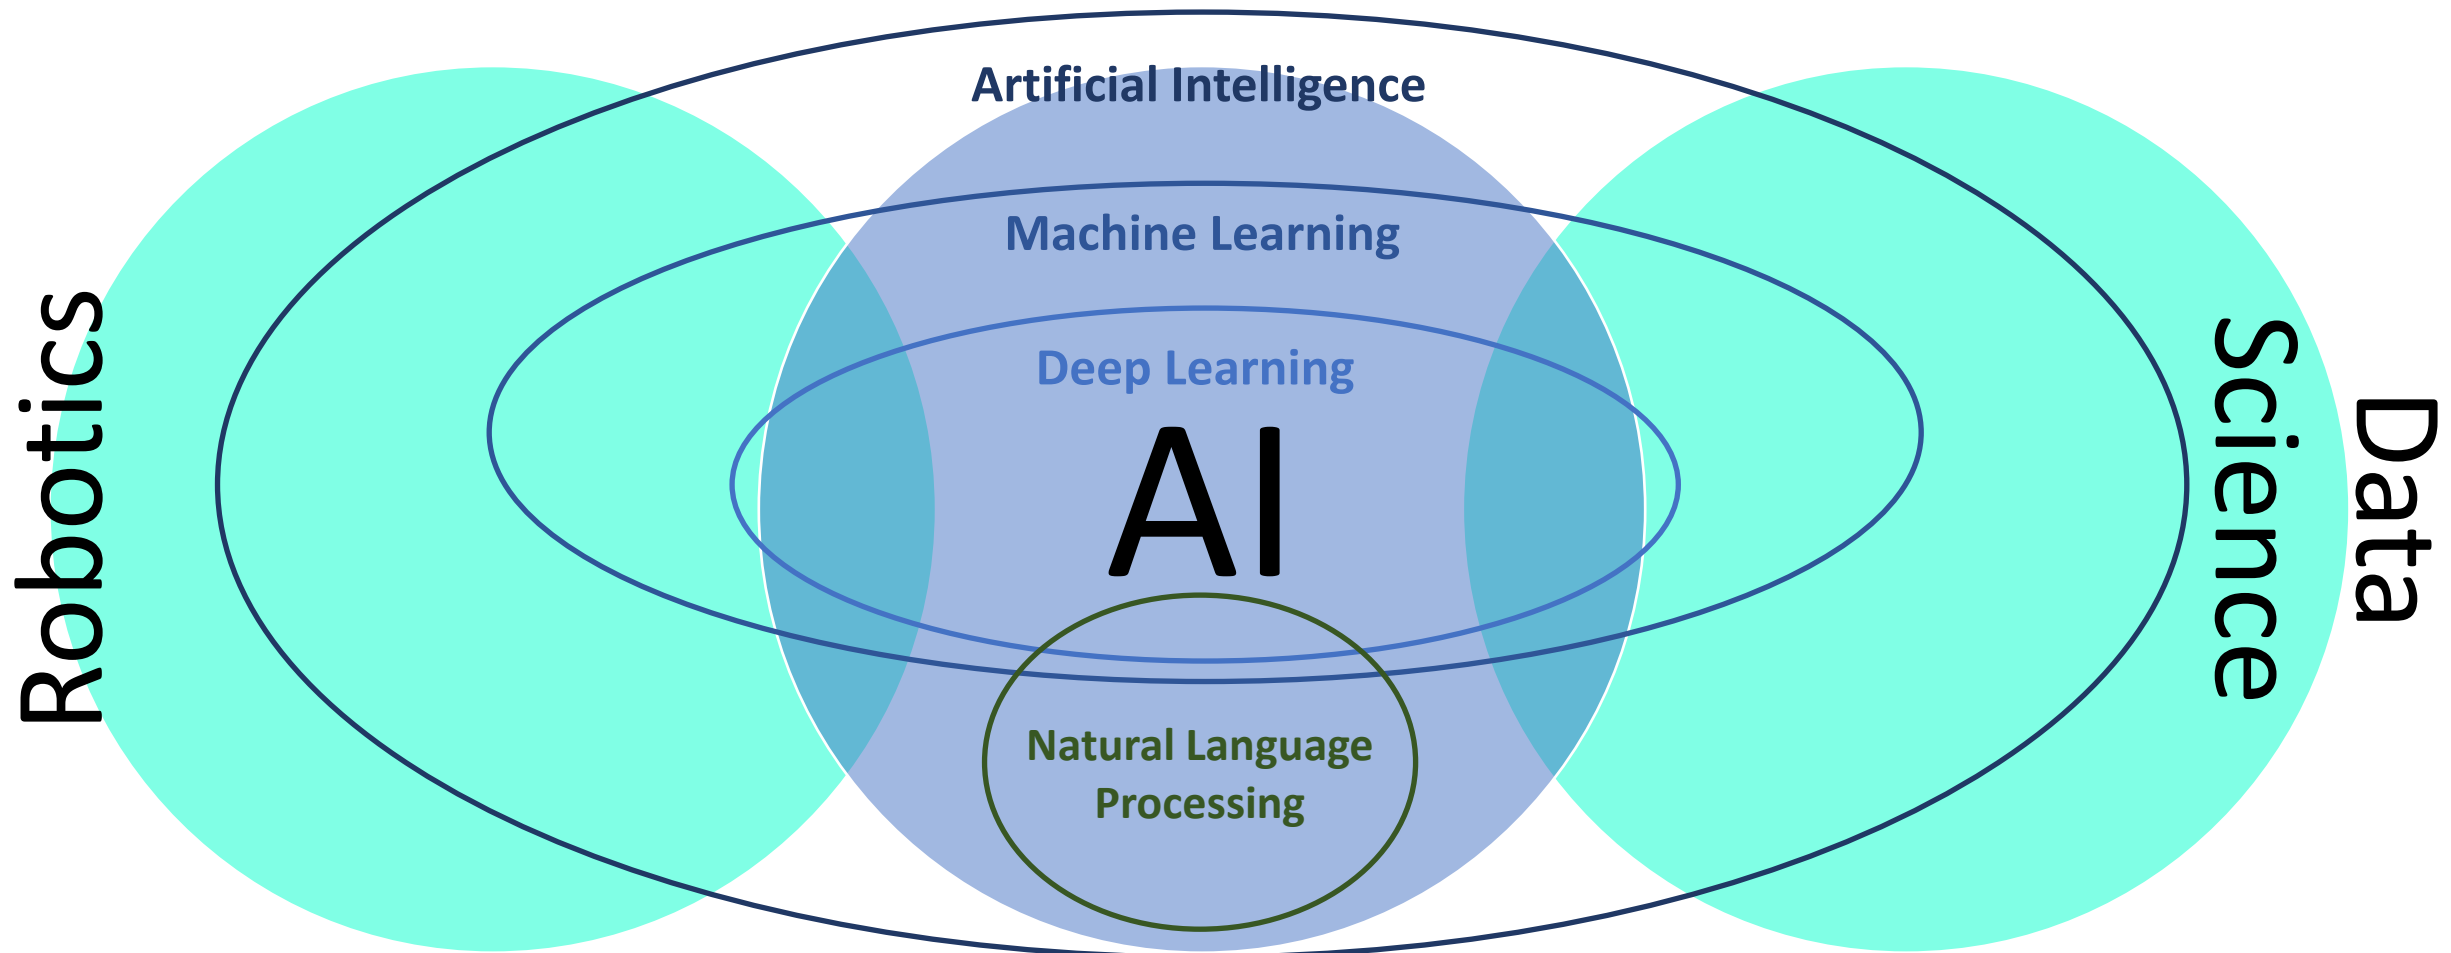 Artificial Intelligence
Machine Learning
Deep Learning
AI
Natural Language
Processing
Robotics
Data
Science